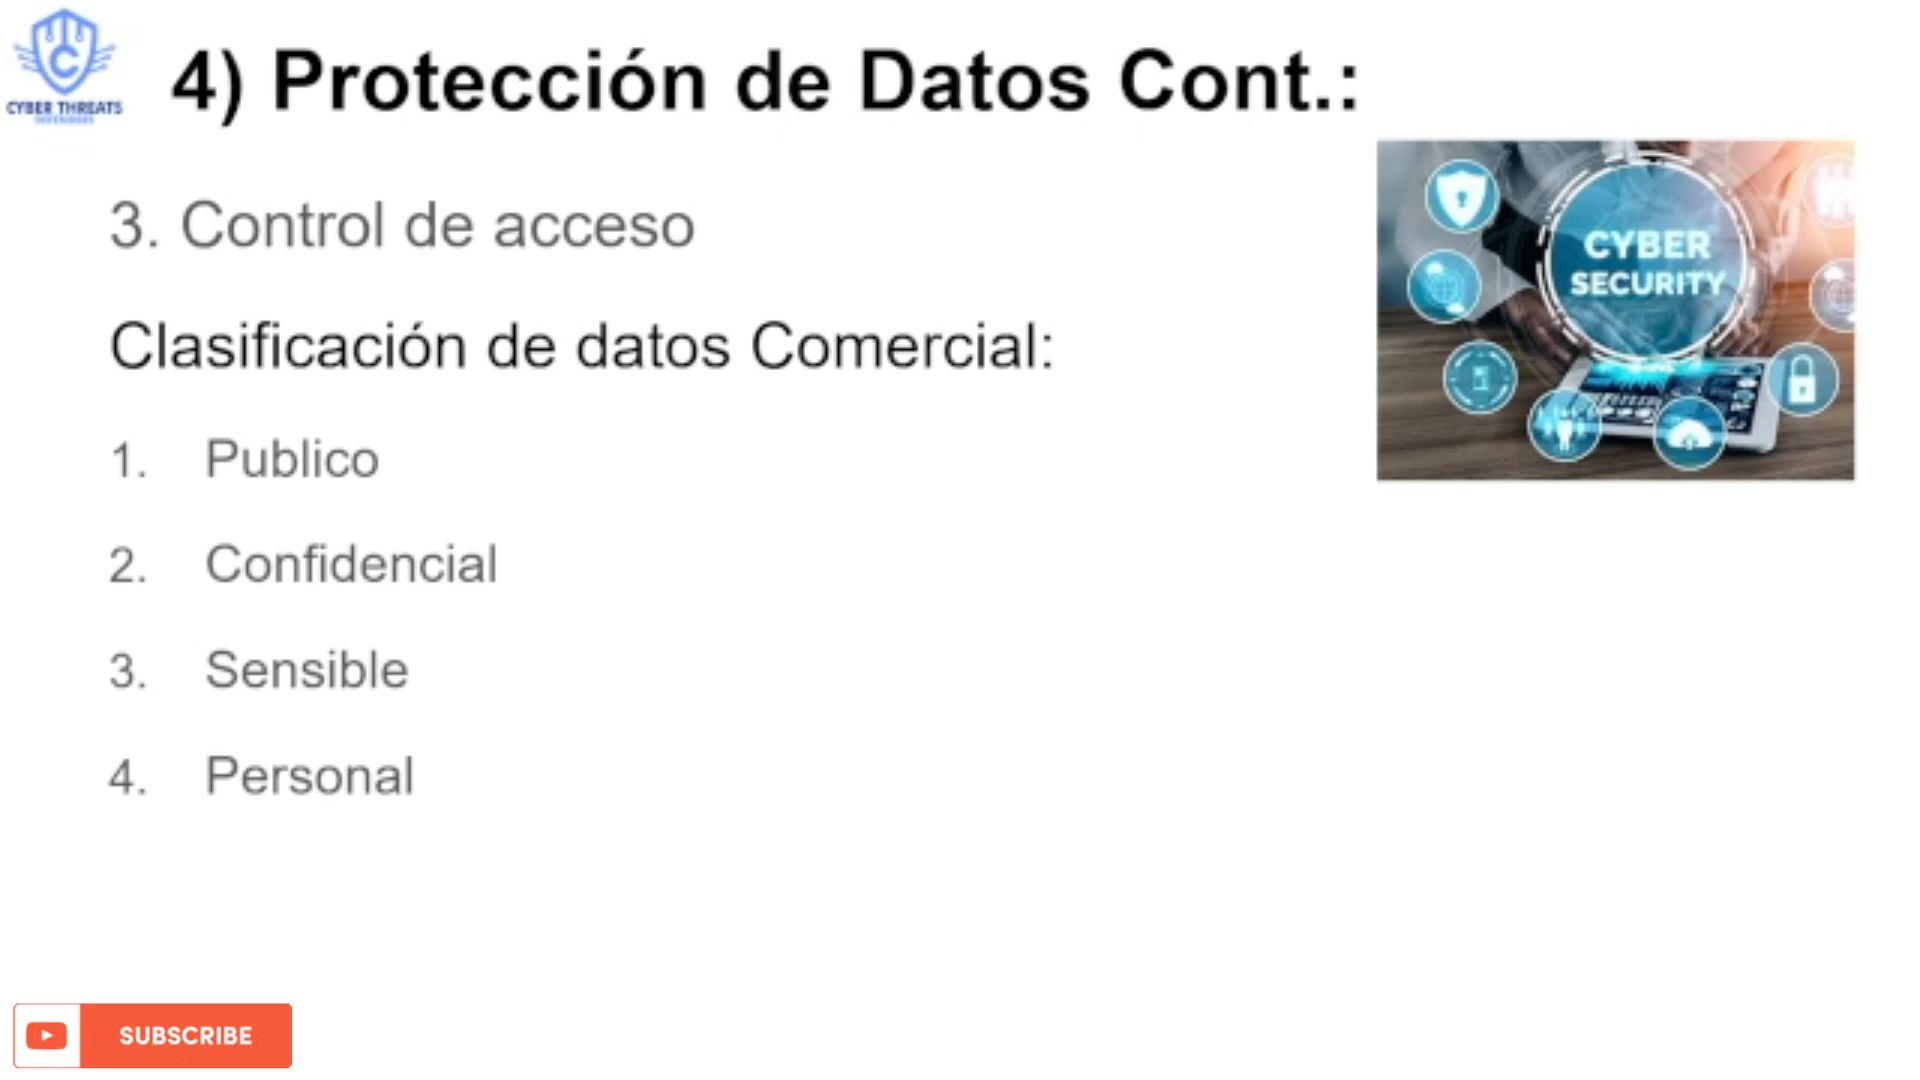 CYBER THREATS
DEFENDERS
4) Protección de Datos Cont.:
3. Control de acceso
CYBER
SECURITY
Clasificación de datos Comercial:
1. Publico
2. Confidencial
3. Sensible
4. Personal
SUBSCRIBE